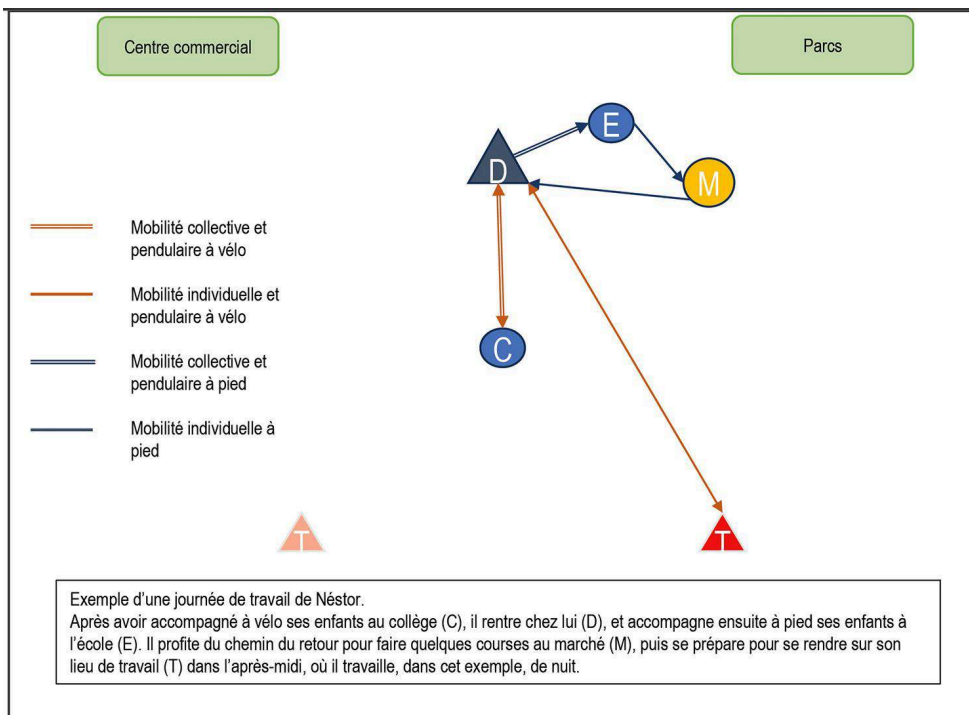 Centre commercial
Parcs
E
D
M
Mobilité collective et
pendulaire à vélo
Mobilité individuelle et
pendulaire à vélo
C
Mobilité collective et
pendulaire à pied
Mobilité individuelle à
pied
T
T
Exemple d'une journée de travail de Néstor.
Après avoir accompagné à vélo ses enfants au collège (C), il rentre chez lui (D), et accompagne ensuite à pied ses enfants à
l'école (E). Il profite du chemin du retour pour faire quelques courses au marché (M), puis se prépare pour se rendre sur son
lieu de travail (T) dans l'après-midi, où il travaille, dans cet exemple, de nuit.